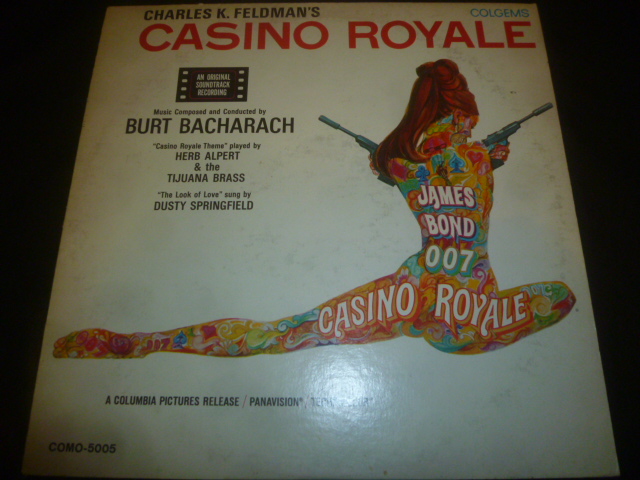 CHARLES K. FELDMAN'S
COLGEMS
CASINO ROYALE
AN ORIGINAL
SOUNDTRACK
RECORDING
Music Composed and Conducted by
BURT BACHARACH
"Casino Royale Theme" played by
HERB ALPERT
& the
TIJUANA BRASS
"The Look of Love" sung by
DUSTY SPRINGFIELD
JAMES
BOND
007
CASINO ROYALE
A COLUMBIA PICTURES RELEASE / PANAVISION®,
COMO-5005